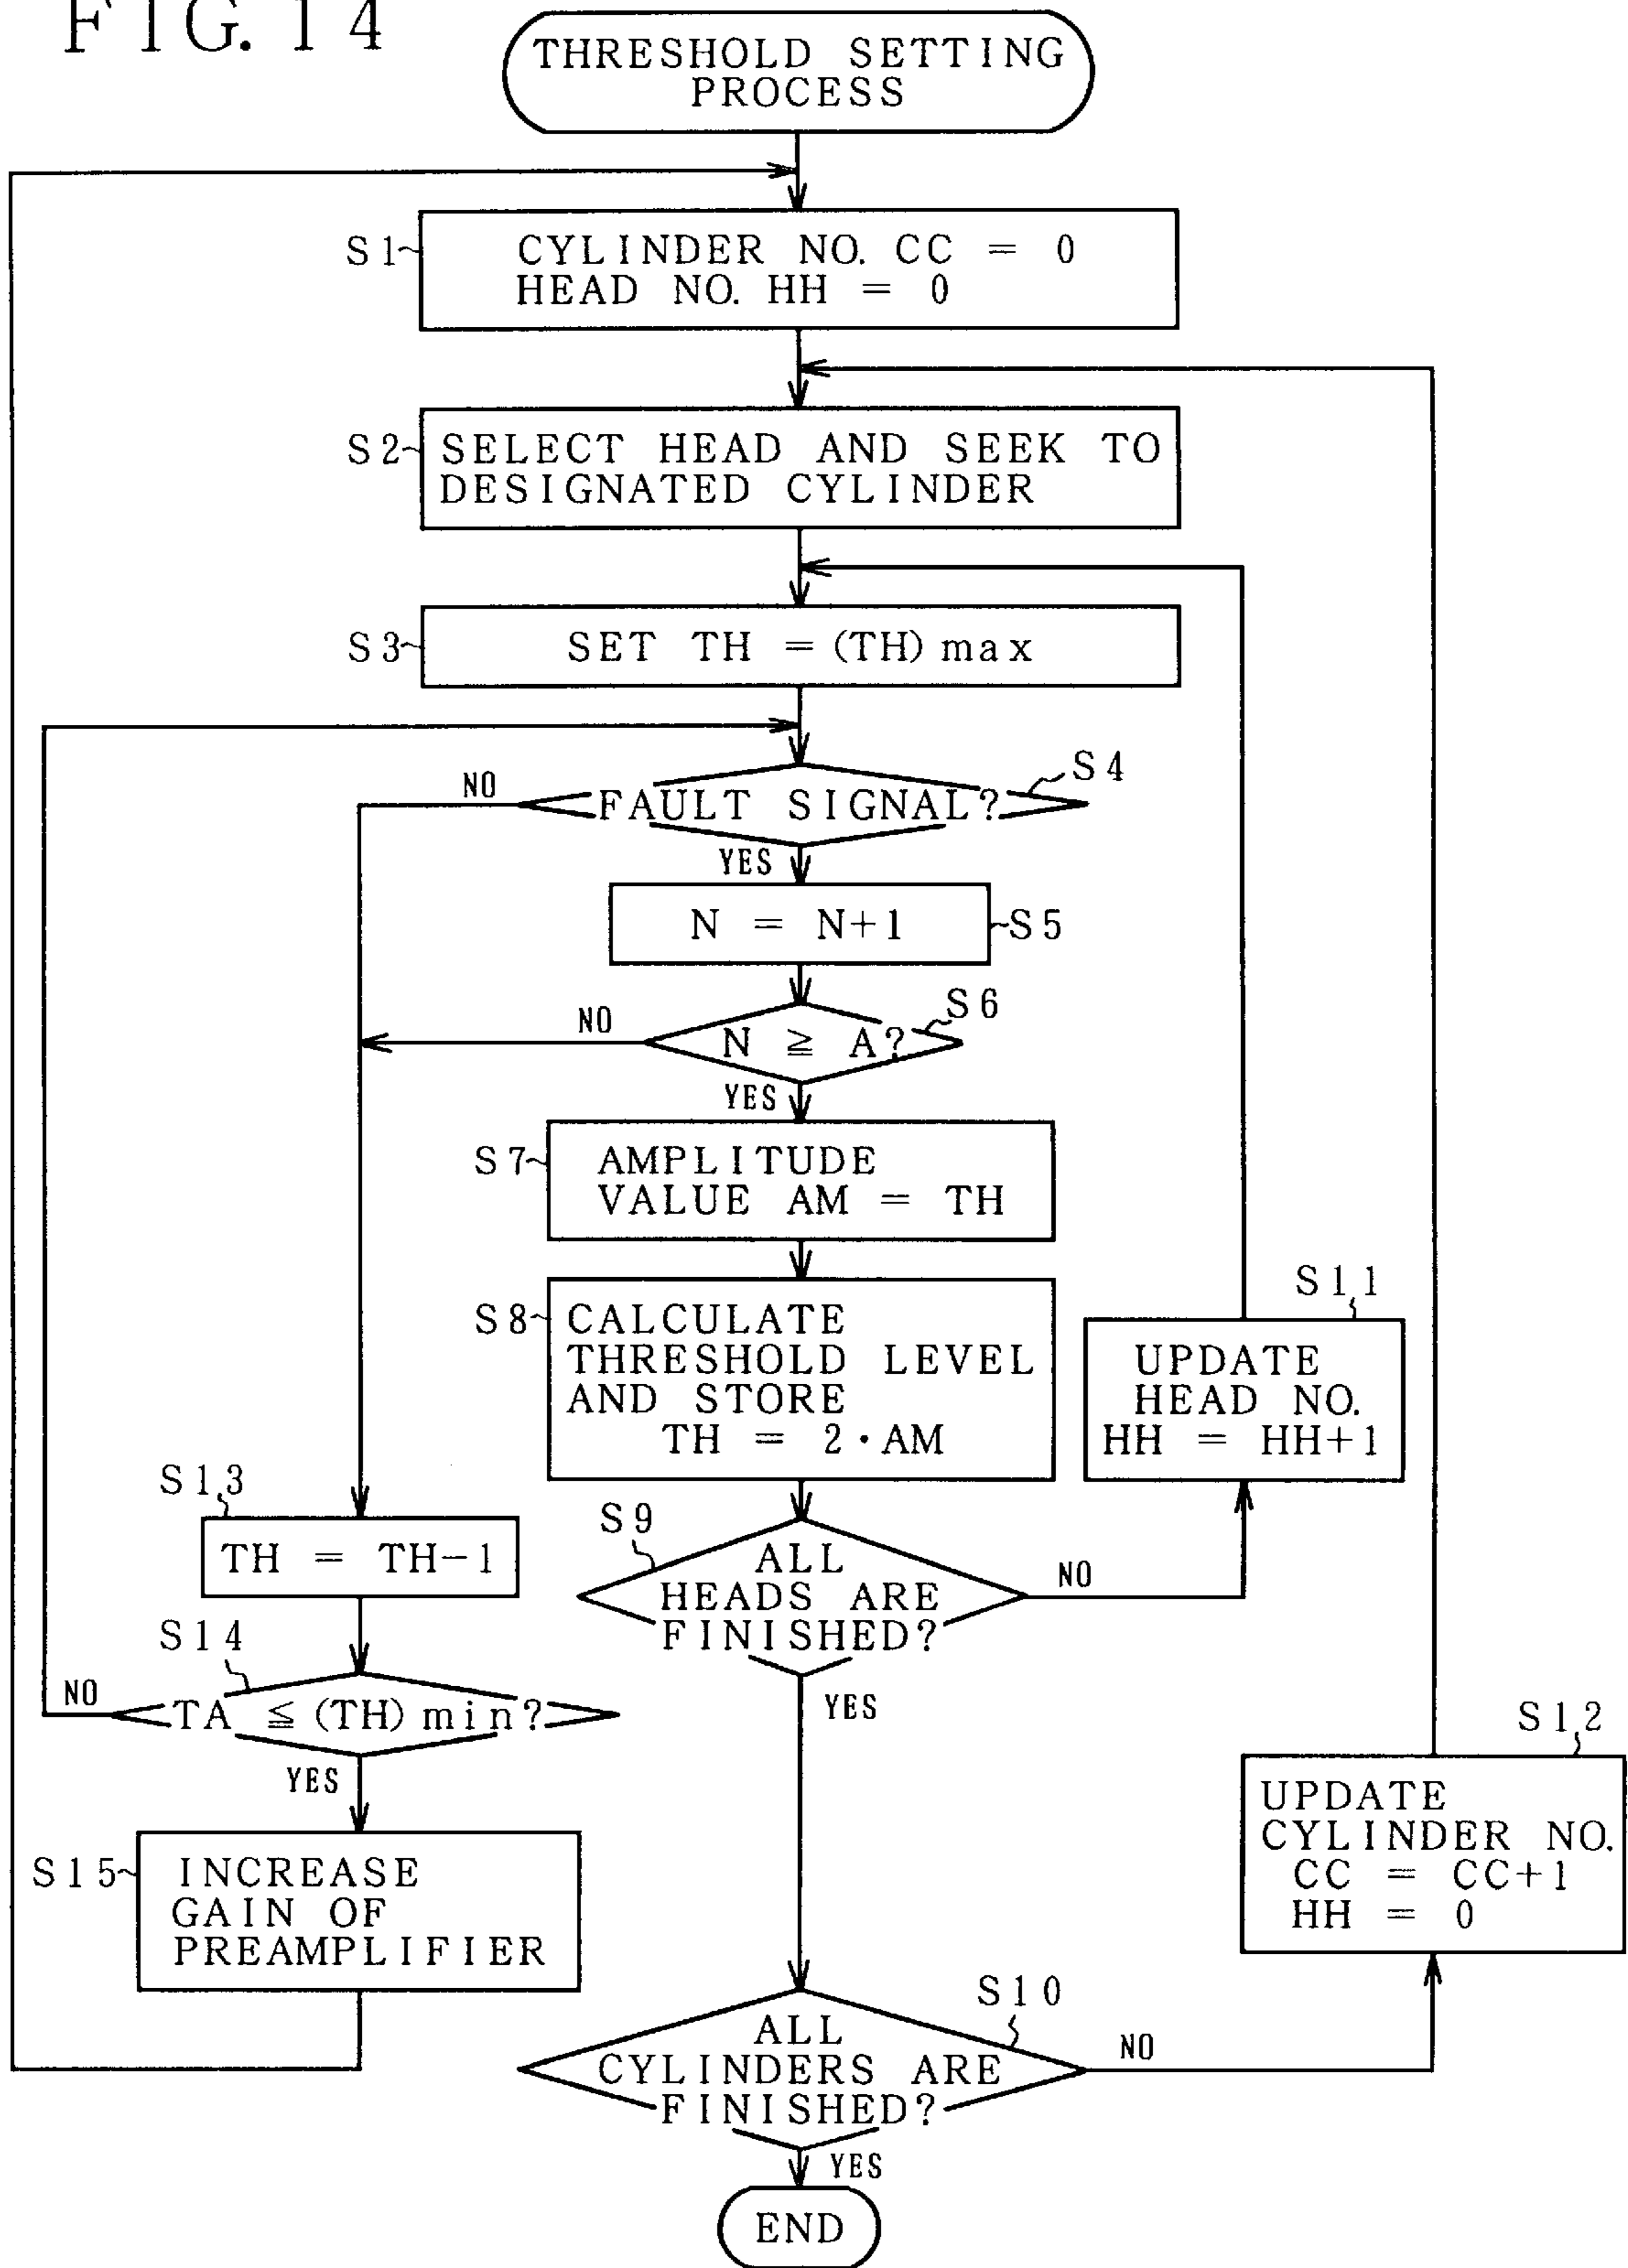 FIG. 14
THRESHOLD SETTING
PROCESS
S1
CYLINDER NO. CC = 0
HEAD NO. HH = 0
S2
SELECT HEAD AND SEEK TO
DESIGNATED CYLINDER
S3
SET TH = (TH) max
S4
NO
FAULT SIGNAL?
YES
N = N+1
S5
S6
NO
N ≧ A?
YES
S7
AMPLITUDE
VALUE AM = TH
S8
CALCULATE
THRESHOLD LEVEL
AND STORE
TH = 2・AM
S11
UPDATE
HEAD NO.
HH = HH+1
S13
TH = TH-1
S9
ALL
HEADS ARE
FINISHED?
NO
YES
S14
NO
TA ≦ (TH) min?
YES
S12
UPDATE
CYLINDER NO.
CC = CC+1
HH = 0
S15
INCREASE
GAIN OF
PREAMPLIFIER
S10
ALL
CYLINDERS ARE
FINISHED?
NO
YES
END